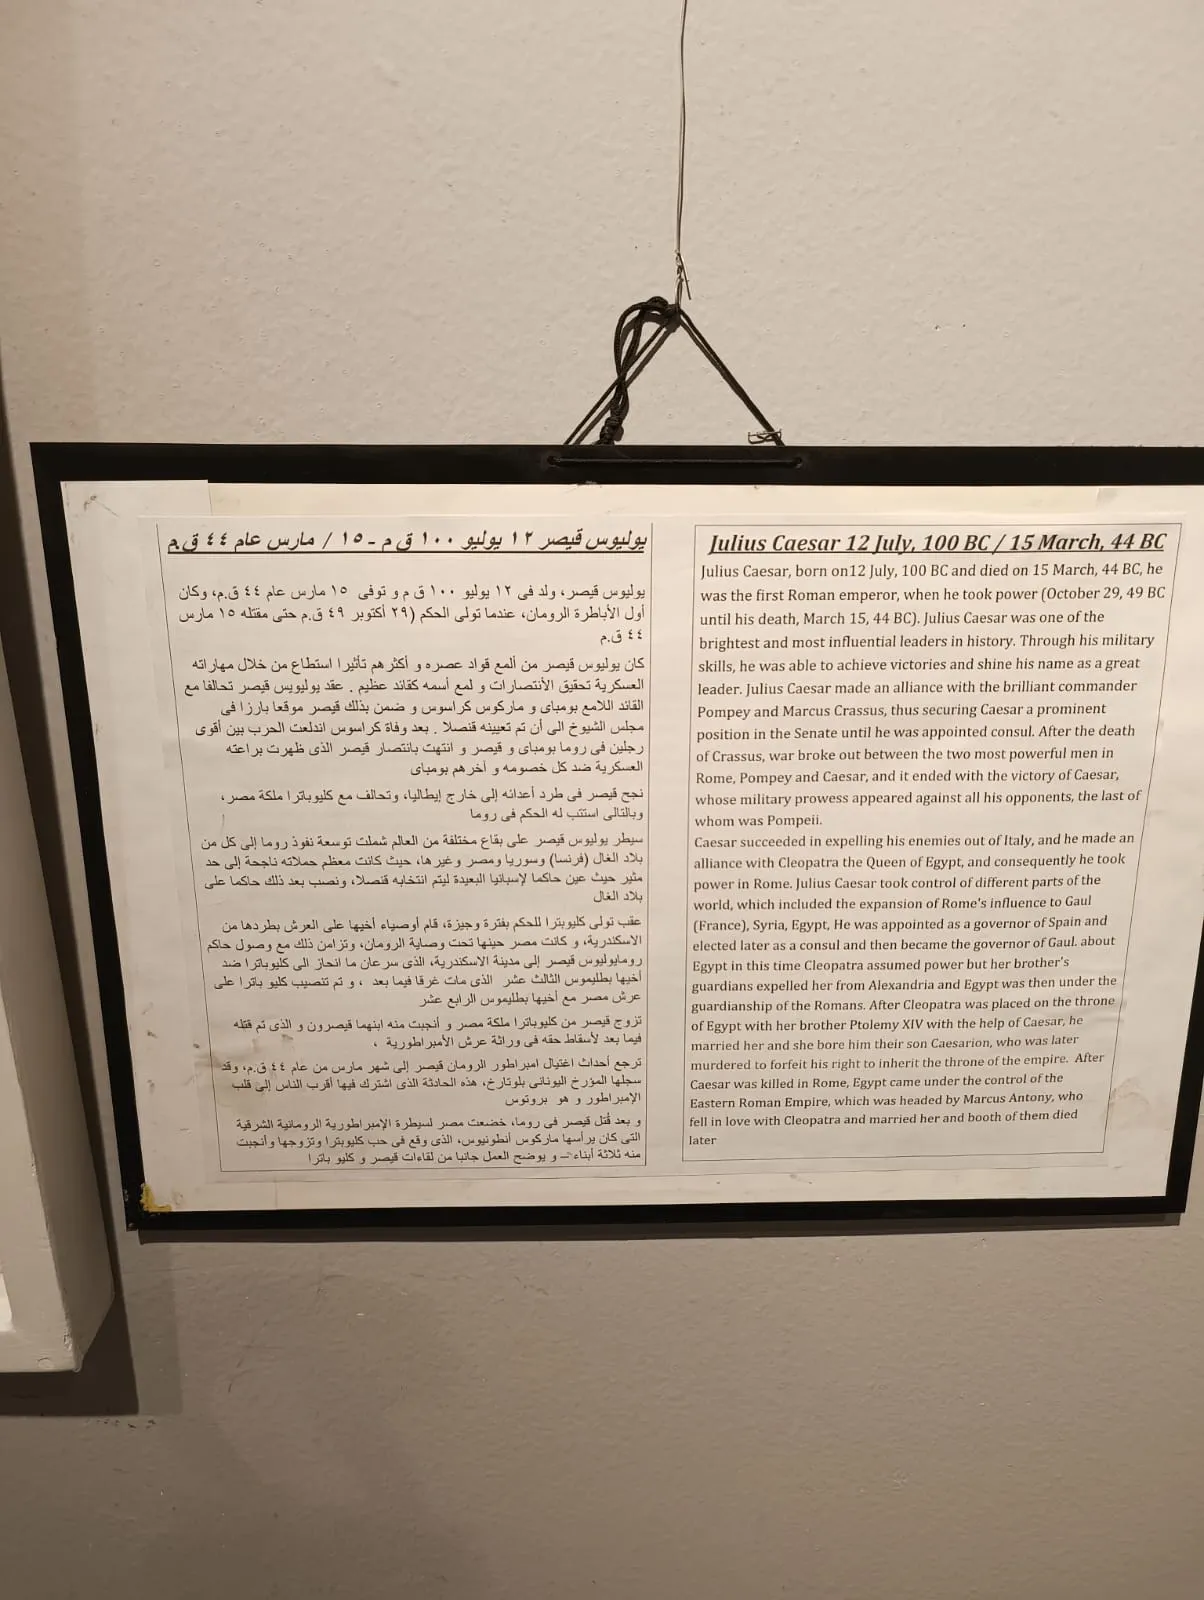 يوليوس قيصر ١٢ يوليو ١٠٠ ق م - ١٥ / مارس عام ٤٤ ق.م
يوليوس قيصر، ولد فى ١٢ يوليو ١٠٠ ق م و توفى ١٥ مارس عام ٤٤ ق.م، وكان
أول الأباطرة الرومان، عندما تولى الحكم (٢٩ أكتوبر ٤٩ ق.م حتى مقتله ١٥ مارس
٤٤ ق.م
كان يوليوس قيصر من ألمع قواد عصره و أكثرهم تأثيرا استطاع من خلال مهاراته
العسكرية تحقيق الأنتصارات و لمع أسمه كقائد عظيم . عقد يوليويس قيصر تحالفا مع
القائد اللامع بومباى و ماركوس كراسوس و ضمن بذلك قيصر موقعا بارزا فى
مجلس الشيوخ الى أن تم تعيينه قنصلا . بعد وفاة كراسوس اندلعت الحرب بين أقوى
رجلين فى روما بومباى و قيصر و انتهت بانتصار قيصر الذى ظهرت براعته
العسكرية ضد كل خصومه و أخرهم بومباى
نجح قيصر فى طرد أعدائه إلى خارج إيطاليا، وتحالف مع كليوباترا ملكة مصر،
وبالتالى استتب له الحكم فى روما
سيطر يوليوس قيصر على بقاع مختلفة من العالم شملت توسعة نفوذ روما إلى كل من
بلاد الغال (فرنسا) وسوريا ومصر وغيرها، حيث كانت معظم حملاته ناجحة إلى حد
مثير حيث عين حاكما لإسبانيا البعيدة ليتم انتخابه قنصلا، ونصب بعد ذلك حاكما على
بلاد الغال
عقب تولى كليوبترا للحكم بفترة وجيزة، قام أوصياء أخيها على العرش بطردها من
الاسكندرية، و كانت مصر حينها تحت وصاية الرومان، وتزامن ذلك مع وصول حاكم
رومايوليوس قيصر إلى مدينة الاسكندرية، الذى سرعان ما انحاز الى كليوباترا ضد
أخيها بطليموس الثالث عشر الذى مات غرقا فيما بعد ، و تم تنصيب كليو باترا على
عرش مصر مع أخيها بطليموس الرابع عشر
تزوج قيصر من كليوباترا ملكة مصر و أنجبت منه ابنهما قيصرون و الذى تم قتله
فيما بعد لأسقاط حقه فى وراثة عرش الأمبراطورية ،
ترجع أحداث اغتيال امبراطور الرومان قيصر إلى شهر مارس من عام ٤٤ ق.م، وقد
سجلها المؤرخ اليونانى بلوتارخ، هذه الحادثة الذى اشترك فيها أقرب الناس إلى قلب
الإمبراطور و هو بروتوس
و بعد قُتل قيصر فى روما، خضعت مصر لسيطرة الإمبراطورية الرومانية الشرقية
التى كان يرأسها ماركوس أنطونيوس، الذى وقع فى حب كليوبترا وتزوجها وأنجبت
منه ثلاثة أبناء – و يوضح العمل جانبا من لقاءات قيصر و كليو باترا
Julius Caesar 12 July, 100 BC / 15 March, 44 BC
Julius Caesar, born on12 July, 100 BC and died on 15 March, 44 BC, he
was the first Roman emperor, when he took power (October 29, 49 BC
until his death, March 15, 44 BC). Julius Caesar was one of the
brightest and most influential leaders in history. Through his military
skills, he was able to achieve victories and shine his name as a great
leader. Julius Caesar made an alliance with the brilliant commander
Pompey and Marcus Crassus, thus securing Caesar a prominent
position in the Senate until he was appointed consul. After the death
of Crassus, war broke out between the two most powerful men in
Rome, Pompey and Caesar, and it ended with the victory of Caesar,
whose military prowess appeared against all his opponents, the last of
whom was Pompeii.
Caesar succeeded in expelling his enemies out of Italy, and he made an
alliance with Cleopatra the Queen of Egypt, and consequently he took
power in Rome. Julius Caesar took control of different parts of the
world, which included the expansion of Rome's influence to Gaul
(France), Syria, Egypt, He was appointed as a governor of Spain and
elected later as a consul and then became the governor of Gaul. about
Egypt in this time Cleopatra assumed power but her brother's
guardians expelled her from Alexandria and Egypt was then under the
guardianship of the Romans. After Cleopatra was placed on the throne
of Egypt with her brother Ptolemy XIV with the help of Caesar, he
married her and she bore him their son Caesarion, who was later
murdered to forfeit his right to inherit the throne of the empire. After
Caesar was killed in Rome, Egypt came under the control of the
Eastern Roman Empire, which was headed by Marcus Antony, who
fell in love with Cleopatra and married her and booth of them died
later